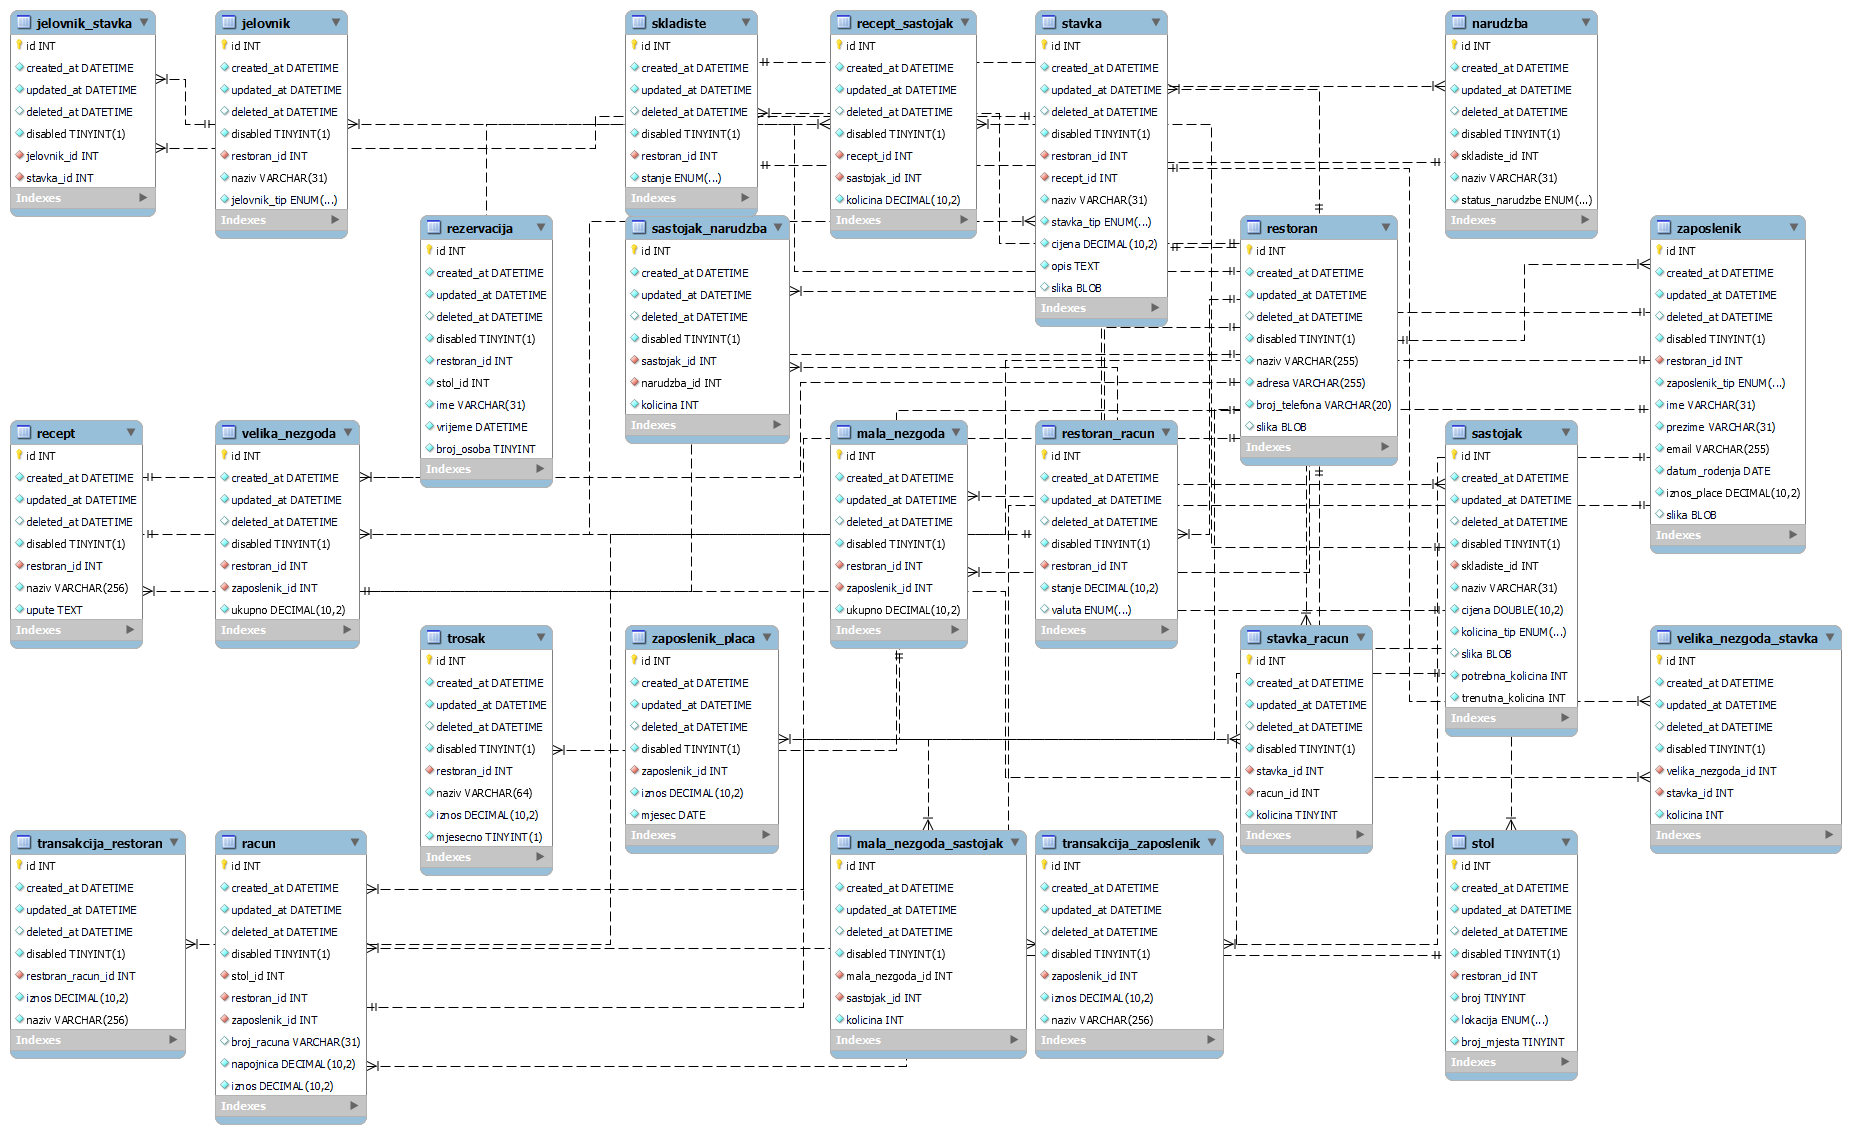 jelovnik_stavka
id INT
created_at DATETIME
updated_at DATETIME
deleted_at DATETIME
disabled TINYINT(1)
jelovnik_id INT
stavka_id INT
Indexes
jelovnik
id INT
created_at DATETIME
updated_at DATETIME
deleted_at DATETIME
disabled TINYINT(1)
restoran_id INT
naziv VARCHAR(31)
jelovnik_tip ENUM(...)
Indexes
skladiste
id INT
created_at DATETIME
updated_at DATETIME
deleted_at DATETIME
disabled TINYINT(1)
restoran_id INT
stanje ENUM(...)
Indexes
recept_sastojak
id INT
created_at DATETIME
updated_at DATETIME
deleted_at DATETIME
disabled TINYINT(1)
recept_id INT
sastojak_id INT
kolicina DECIMAL(10,2)
Indexes
stavka
id INT
created_at DATETIME
updated_at DATETIME
deleted_at DATETIME
disabled TINYINT(1)
restoran_id INT
recept_id INT
naziv VARCHAR(31)
stavka_tip ENUM(...)
cijena DECIMAL(10,2)
opis TEXT
slika BLOB
Indexes
narudzba
id INT
created_at DATETIME
updated_at DATETIME
deleted_at DATETIME
disabled TINYINT(1)
skladiste_id INT
naziv VARCHAR(31)
status_narudzbe ENUM(...)
Indexes
rezervacija
id INT
created_at DATETIME
updated_at DATETIME
deleted_at DATETIME
disabled TINYINT(1)
restoran_id INT
stol_id INT
ime VARCHAR(31)
vrijeme DATETIME
broj_osoba TINYINT
Indexes
sastojak_narudzba
id INT
created_at DATETIME
updated_at DATETIME
deleted_at DATETIME
disabled TINYINT(1)
sastojak_id INT
narudzba_id INT
kolicina INT
Indexes
restoran
id INT
created_at DATETIME
updated_at DATETIME
deleted_at DATETIME
disabled TINYINT(1)
naziv VARCHAR(255)
adresa VARCHAR(255)
broj_telefona VARCHAR(20)
slika BLOB
Indexes
zaposlenik
id INT
created_at DATETIME
updated_at DATETIME
deleted_at DATETIME
disabled TINYINT(1)
restoran_id INT
zaposlenik_tip ENUM(...)
ime VARCHAR(31)
prezime VARCHAR(31)
email VARCHAR(255)
datum_rodenja DATE
iznos_place DECIMAL(10,2)
slika BLOB
Indexes
recept
id INT
created_at DATETIME
updated_at DATETIME
deleted_at DATETIME
disabled TINYINT(1)
restoran_id INT
naziv VARCHAR(256)
upute TEXT
Indexes
velika_nezgoda
id INT
created_at DATETIME
updated_at DATETIME
deleted_at DATETIME
disabled TINYINT(1)
restoran_id INT
zaposlenik_id INT
ukupno DECIMAL(10,2)
Indexes
mala_nezgoda
id INT
created_at DATETIME
updated_at DATETIME
deleted_at DATETIME
disabled TINYINT(1)
restoran_id INT
zaposlenik_id INT
ukupno DECIMAL(10,2)
Indexes
restoran_racun
id INT
created_at DATETIME
updated_at DATETIME
deleted_at DATETIME
disabled TINYINT(1)
restoran_id INT
stanje DECIMAL(10,2)
valuta ENUM(...)
Indexes
sastojak
id INT
created_at DATETIME
updated_at DATETIME
deleted_at DATETIME
disabled TINYINT(1)
skladiste_id INT
naziv VARCHAR(31)
cijena DOUBLE(10,2)
kolicina_tip ENUM(...)
slika BLOB
potrebna_kolicina INT
trenutna_kolicina INT
Indexes
trosak
id INT
created_at DATETIME
updated_at DATETIME
deleted_at DATETIME
disabled TINYINT(1)
restoran_id INT
naziv VARCHAR(64)
iznos DECIMAL(10,2)
mjesecno TINYINT(1)
Indexes
zaposlenik_placa
id INT
created_at DATETIME
updated_at DATETIME
deleted_at DATETIME
disabled TINYINT(1)
zaposlenik_id INT
iznos DECIMAL(10,2)
mjesec DATE
Indexes
stavka_racun
id INT
created_at DATETIME
updated_at DATETIME
deleted_at DATETIME
disabled TINYINT(1)
stavka_id INT
racun_id INT
kolicina TINYINT
Indexes
velika_nezgoda_stavka
id INT
created_at DATETIME
updated_at DATETIME
deleted_at DATETIME
disabled TINYINT(1)
velika_nezgoda_id INT
stavka_id INT
kolicina INT
Indexes
transakcija_restoran
id INT
created_at DATETIME
updated_at DATETIME
deleted_at DATETIME
disabled TINYINT(1)
restoran_racun_id INT
iznos DECIMAL(10,2)
naziv VARCHAR(256)
Indexes
racun
id INT
created_at DATETIME
updated_at DATETIME
deleted_at DATETIME
disabled TINYINT(1)
stol_id INT
restoran_id INT
zaposlenik_id INT
broj_racuna VARCHAR(31)
napojnica DECIMAL(10,2)
iznos DECIMAL(10,2)
Indexes
mala_nezgoda_sastojak
id INT
created_at DATETIME
updated_at DATETIME
deleted_at DATETIME
disabled TINYINT(1)
mala_nezgoda_id INT
sastojak_id INT
kolicina INT
Indexes
transakcija_zaposlenik
id INT
created_at DATETIME
updated_at DATETIME
deleted_at DATETIME
disabled TINYINT(1)
zaposlenik_id INT
iznos DECIMAL(10,2)
naziv VARCHAR(256)
Indexes
stol
id INT
created_at DATETIME
updated_at DATETIME
deleted_at DATETIME
disabled TINYINT(1)
restoran_id INT
broj TINYINT
lokacija ENUM(...)
broj_mjesta TINYINT
Indexes